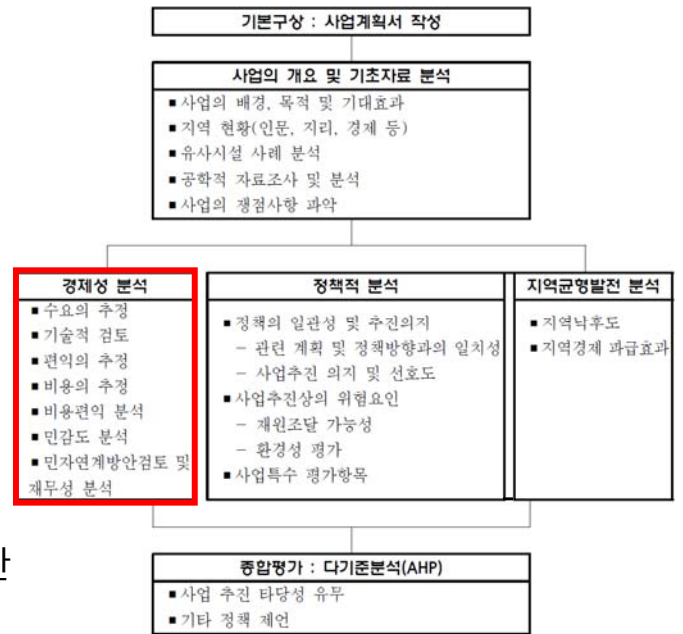 기본구상 : 사업계획서 작성
사업의 개요 및 기초자료 분석
■ 사업의 배경, 목적 및 기대효과
■ 지역 현황(인문, 지리, 경제 등)
■ 유사시설 사례 분석
■ 공학적 자료조사 및 분석
■ 사업의 쟁점사항 파악
경제성 분석
■ 수요의 추정
■ 기술적 검토
■ 편익의 추정
■ 비용의 추정
■ 비용편익 분석
■ 민감도 분석
■ 민자연계방안검토 및
재무성 분석
정책적 분석
■ 정책의 일관성 및 추진의지
– 관련 계획 및 정책방향과의 일치성
– 사업추진 의지 및 선호도
■ 사업추진상의 위험요인
– 재원조달 가능성
– 환경성 평가
■ 사업특수 평가항목
지역균형발전 분석
■ 지역낙후도
■ 지역경제 파급효과
종합평가 : 다기준분석(AHP)
■ 사업 추진 타당성 유무
■ 기타 정책 제언